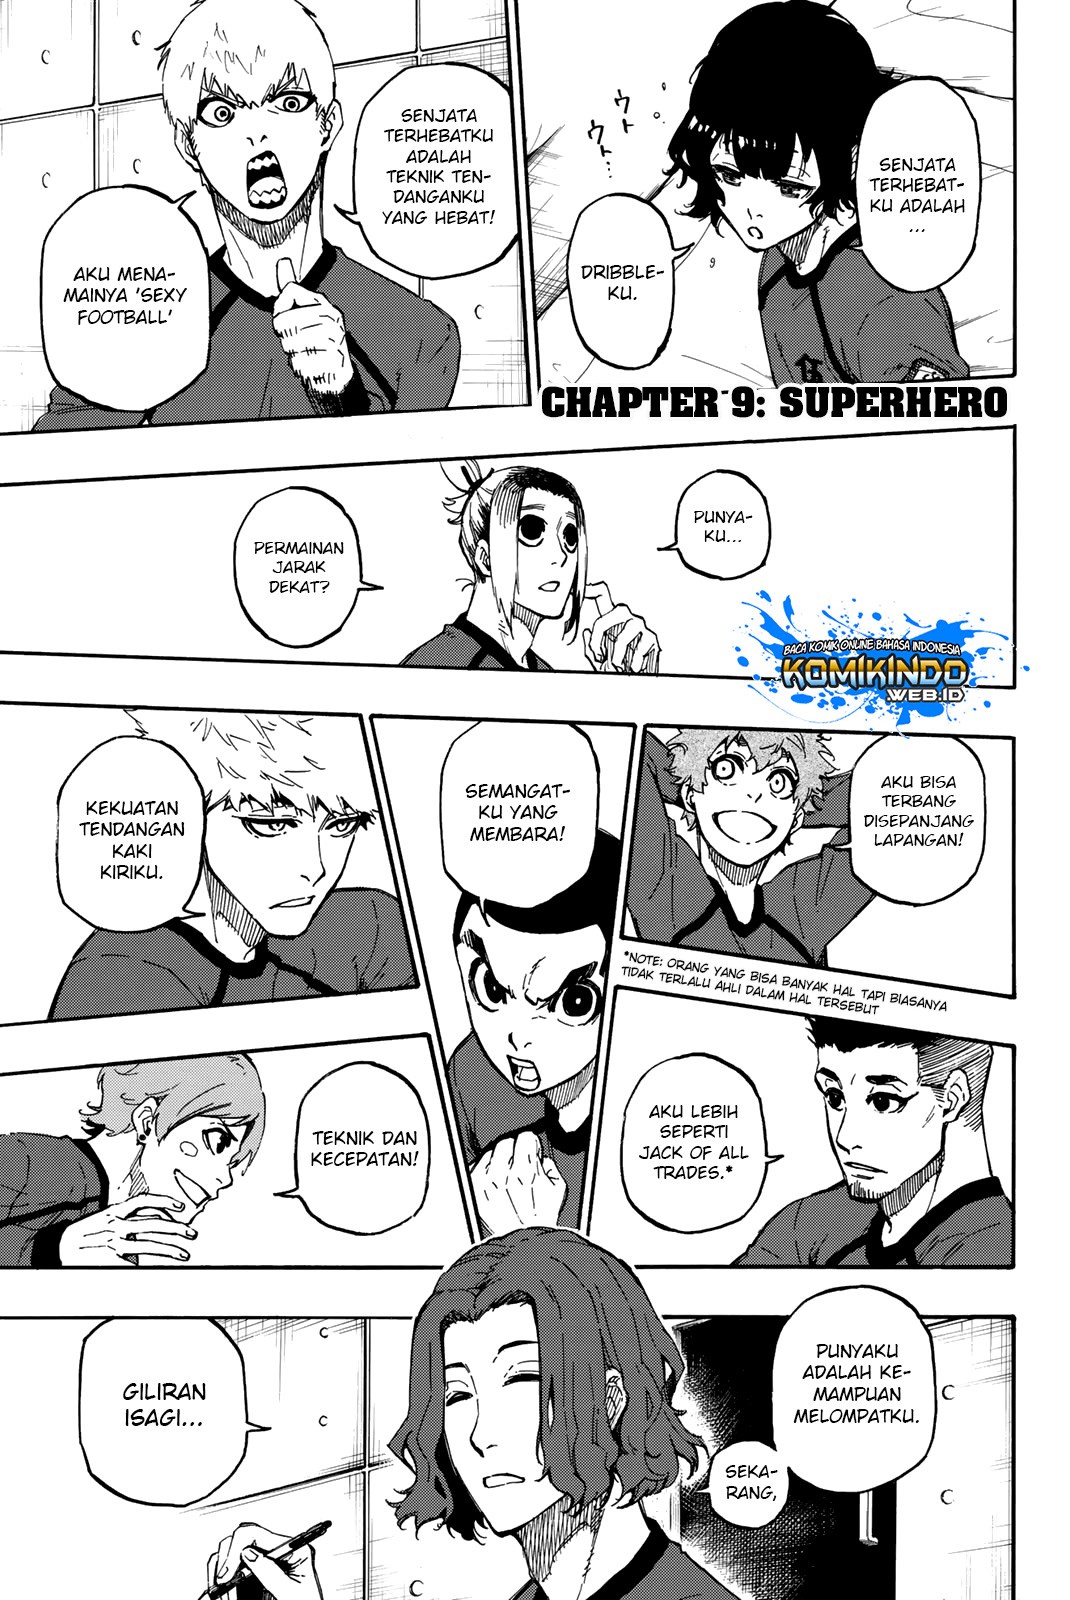 SENJATA
TERHEBAT-
KU ADALAH
...
ウト
ウト…
DRIBBLE-
KU.
SENJATA
TERHEBATKU
ADALAH
TEKNIK TEN-
DANGANKU
YANG HEBAT!
AKU MENA-
MAINYA 'SEXY
FOOTBALL'
CHAPTER 9: SUPERHERO
PUNYA-
KU...
PERMAINAN
JARAK
DEKAT?
BACA KOMIK ONLINE BAHASA INDONESIA
KOMIKINDO
.WEB.ID
AKU BISA
TERBANG
DISEPANJANG
LAPANGAN!
SEMANGAT-
KU YANG
MEMBARA!
KEKUATAN
TENDANGAN
KAKI
KIRIKU.
*NOTE: ORANG YANG BISA BANYAK HAL TAPI BIASANYA
TIDAK TERLALU AHLI DALAM HAL TERSEBUT
AKU LEBIH
SEPERTI
JACK OF ALL
TRADES.*
TEKNIK DAN
KECEPATAN!
PUNYAKU
ADALAH KE-
MAMPUAN
MELOMPATKU.
SEKA-
RANG,
GILIRAN
ISAGI...